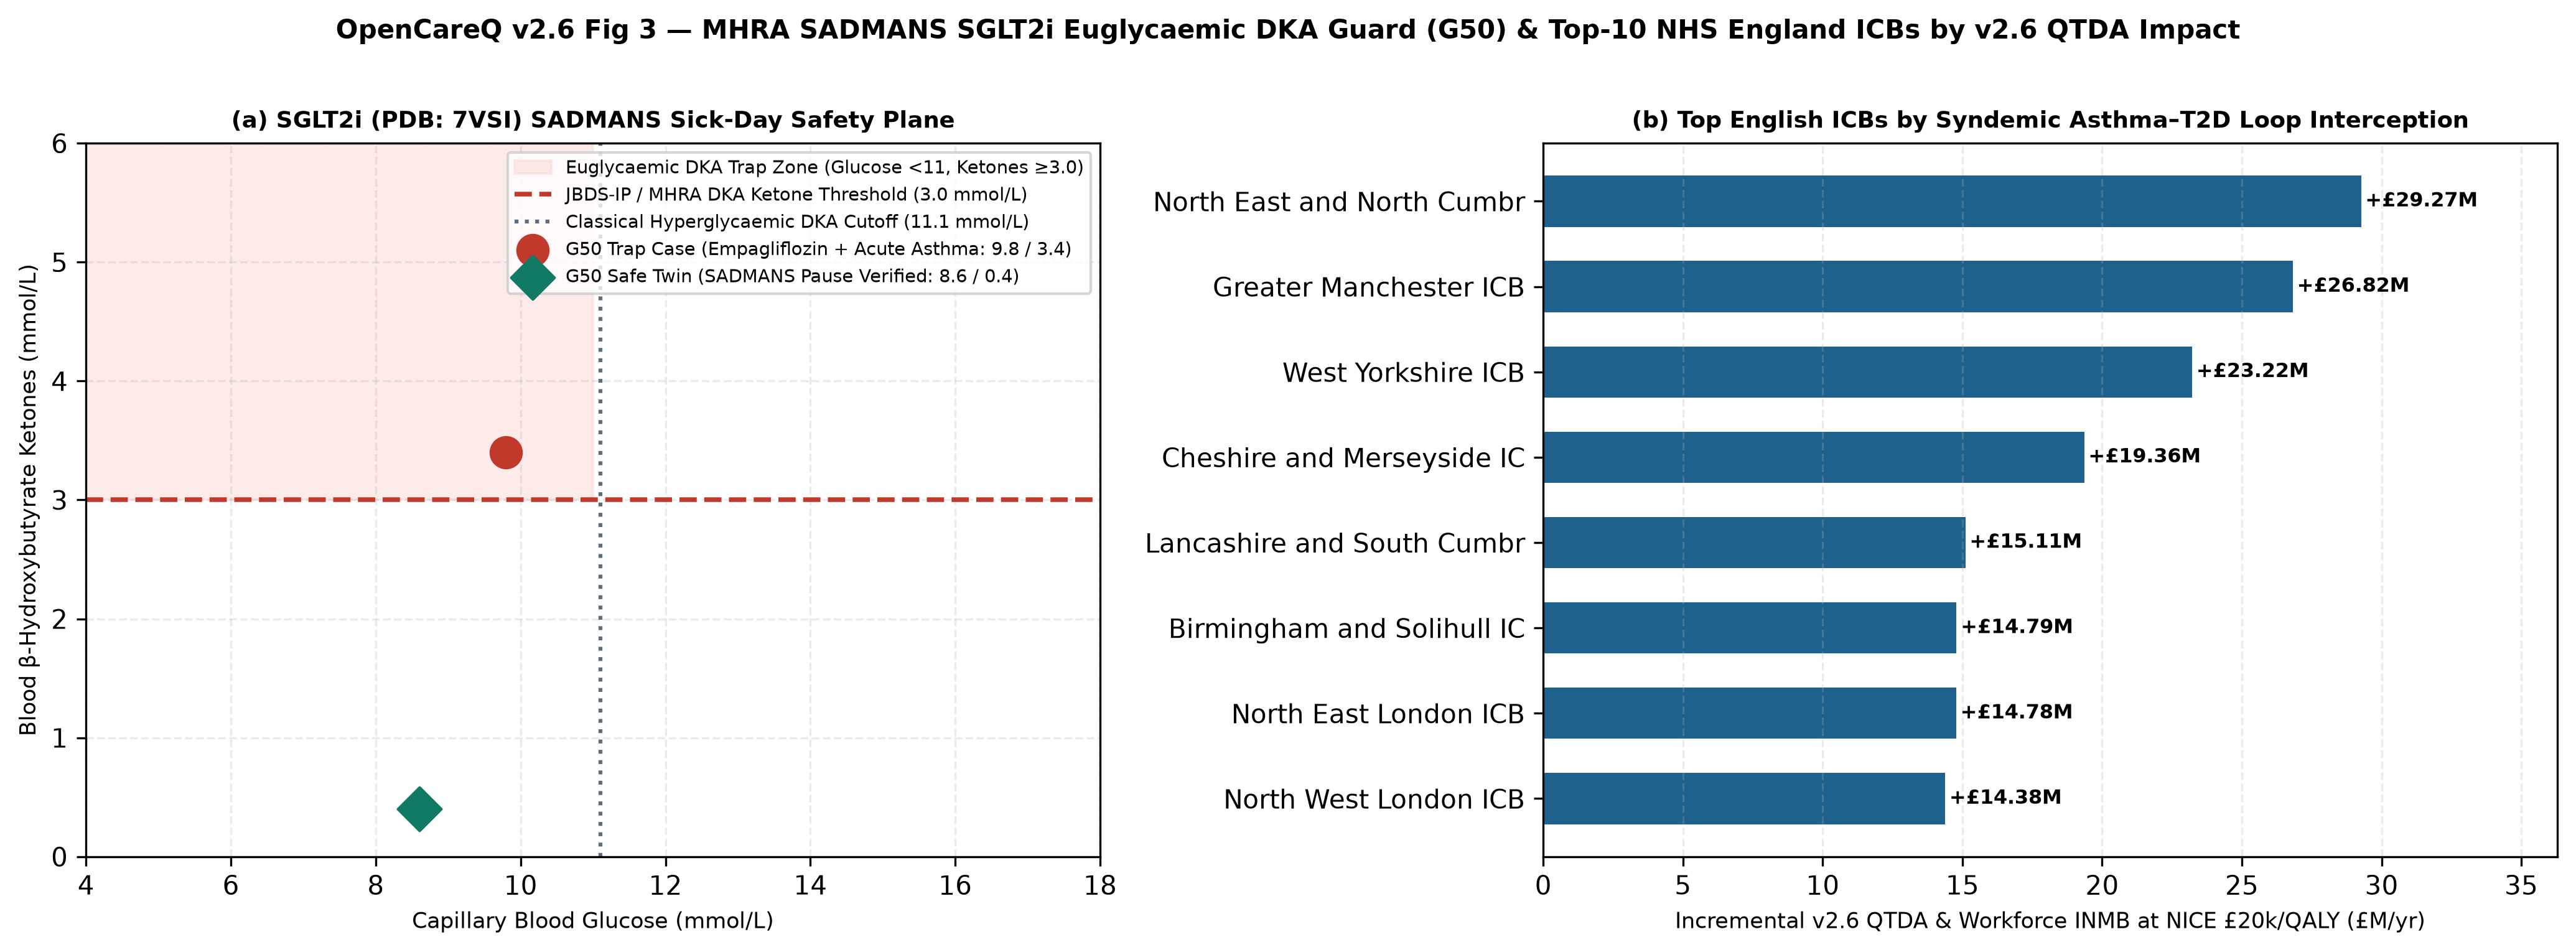 OpenCareQ v2.6 Fig 3 — MHRA SADMANS SGLT2i Euglycaemic DKA Guard (G50) & Top-10 NHS England ICBs by v2.6 QTDA Impact
(a) SGLT2i (PDB: 7VSI) SADMANS Sick-Day Safety Plane
Blood β-Hydroxybutyrate Ketones (mmol/L)
6
5
4
3
2
1
0
Euglycaemic DKA Trap Zone (Glucose <11, Ketones ≥3.0)
JBDS-IP / MHRA DKA Ketone Threshold (3.0 mmol/L)
Classical Hyperglycaemic DKA Cutoff (11.1 mmol/L)
G50 Trap Case (Empagliflozin + Acute Asthma: 9.8 / 3.4)
G50 Safe Twin (SADMANS Pause Verified: 8.6 / 0.4)
4 6 8 10 12 14 16 18
Capillary Blood Glucose (mmol/L)
(b) Top English ICBs by Syndemic Asthma–T2D Loop Interception
North East and North Cumbr +£29.27M
Greater Manchester ICB +£26.82M
West Yorkshire ICB +£23.22M
Cheshire and Merseyside IC +£19.36M
Lancashire and South Cumbr +£15.11M
Birmingham and Solihull IC +£14.79M
North East London ICB +£14.78M
North West London ICB +£14.38M
0 5 10 15 20 25 30 35
Incremental v2.6 QTDA & Workforce INMB at NICE £20k/QALY (£M/yr)